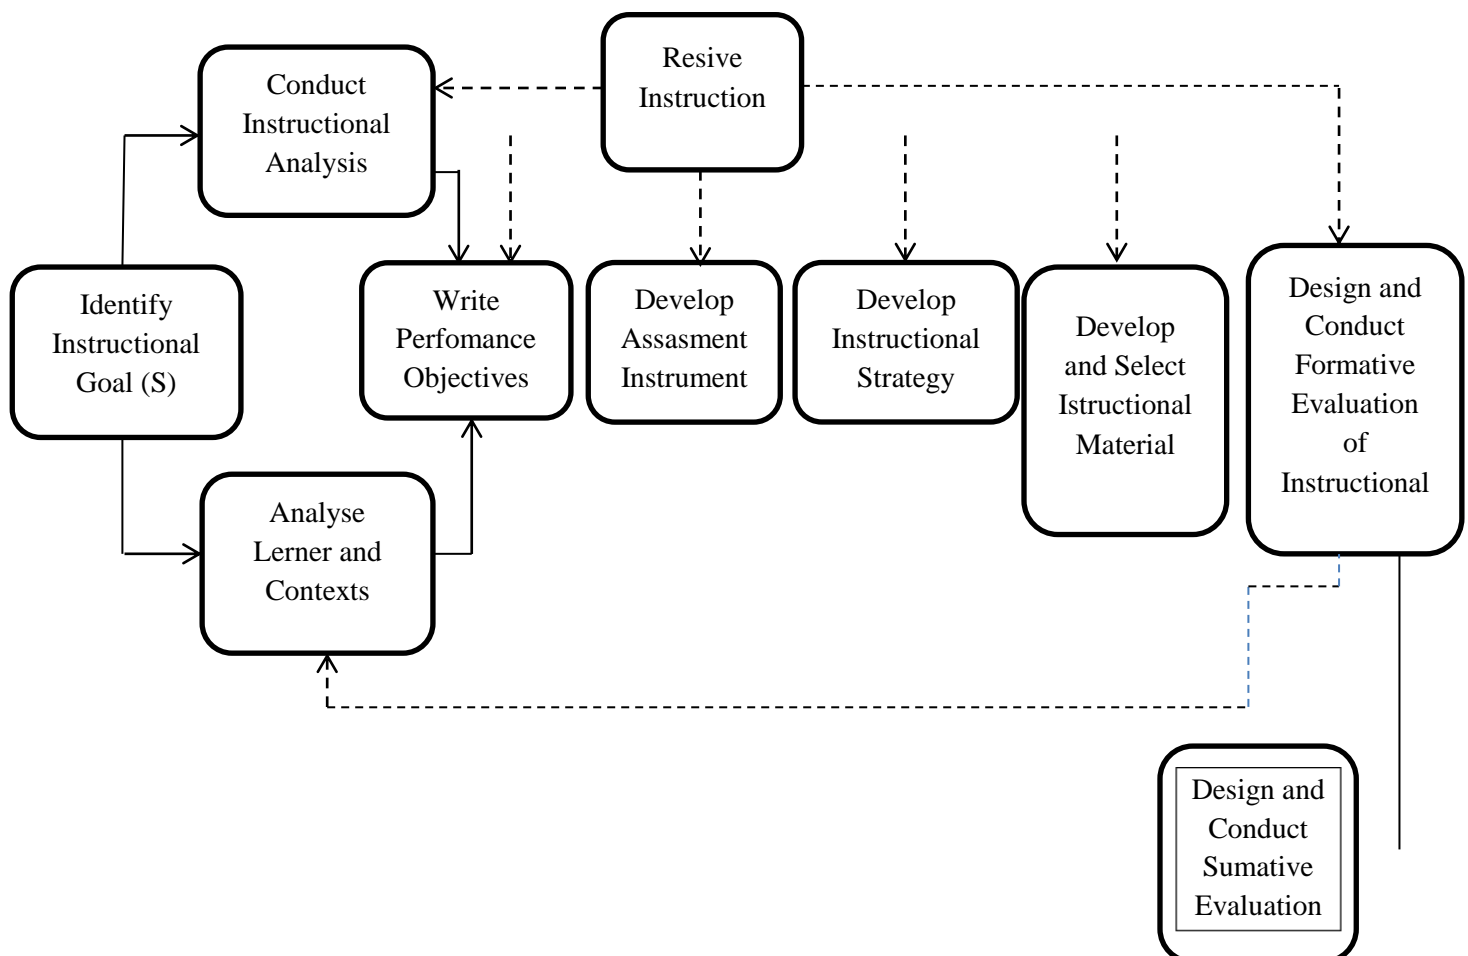 Conduct
Instructional
Analysis
Resive
Instruction
Identify
Instructional
Goal (S)
Write
Perfomance
Objectives
Develop
Assasment
Instrument
Develop
Instructional
Strategy
Develop
and Select
Istructional
Material
Design and
Conduct
Formative
Evaluation
of
Instructional
Analyse
Lerner and
Contexts
Design and
Conduct
Sumative
Evaluation